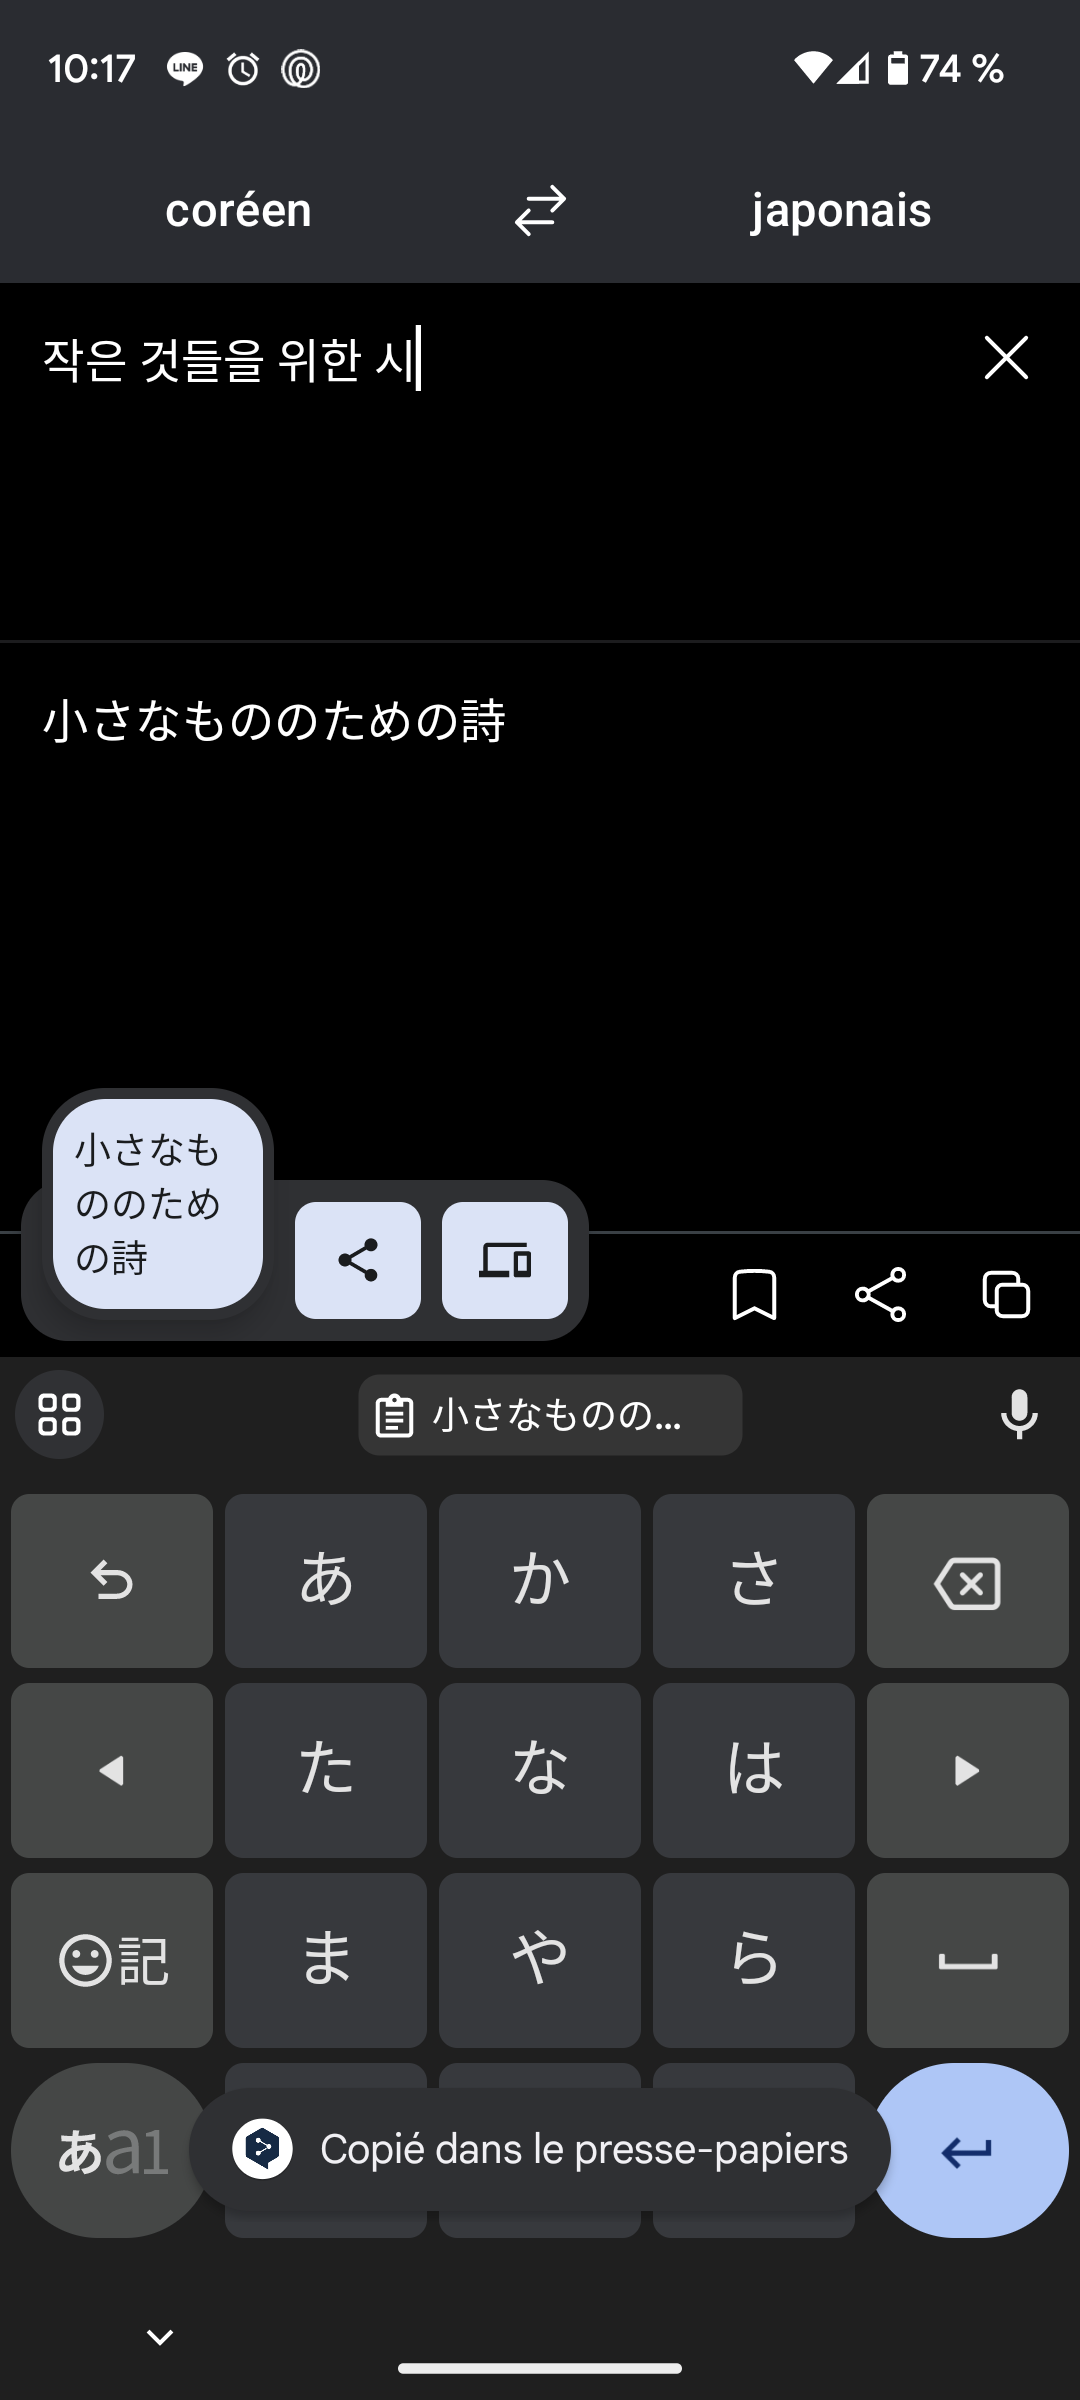 10:17 LINE 74 %
coréen japonais
작은 것들을 위한 시
小さなもののための詩
小さなも
ののため
の詩
小さなものの...
あ か さ
た な は
記 ま や ら
あa1
Copié dans le presse-papiers